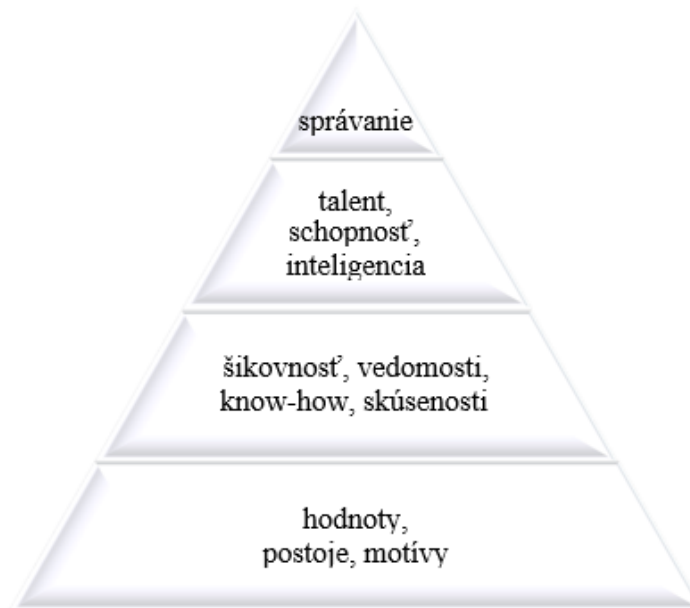 správanie
talent,
schopnosť,
inteligencia
šikovnosť, vedomosti,
know-how, skúsenosti
hodnoty,
postoje, motívy